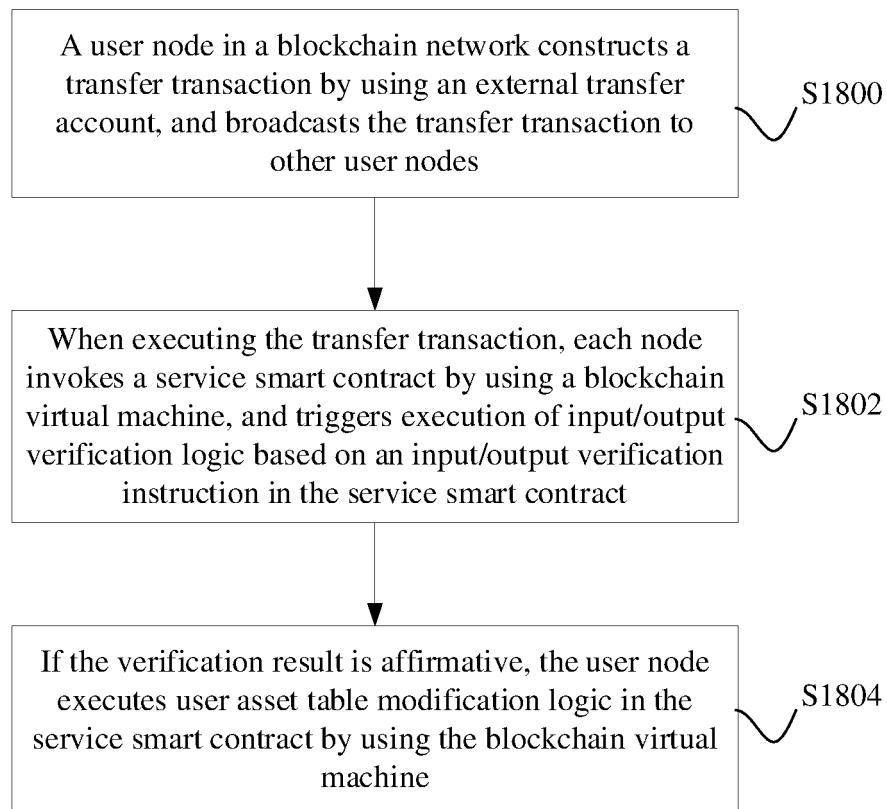 A user node in a blockchain network constructs a
transfer transaction by using an external transfer
account, and broadcasts the transfer transaction to
other user nodes
S1800
When executing the transfer transaction, each node
invokes a service smart contract by using a blockchain
virtual machine, and triggers execution of input/output
verification logic based on an input/output verification
instruction in the service smart contract
S1802
If the verification result is affirmative, the user node
executes user asset table modification logic in the
service smart contract by using the blockchain virtual
machine
S1804